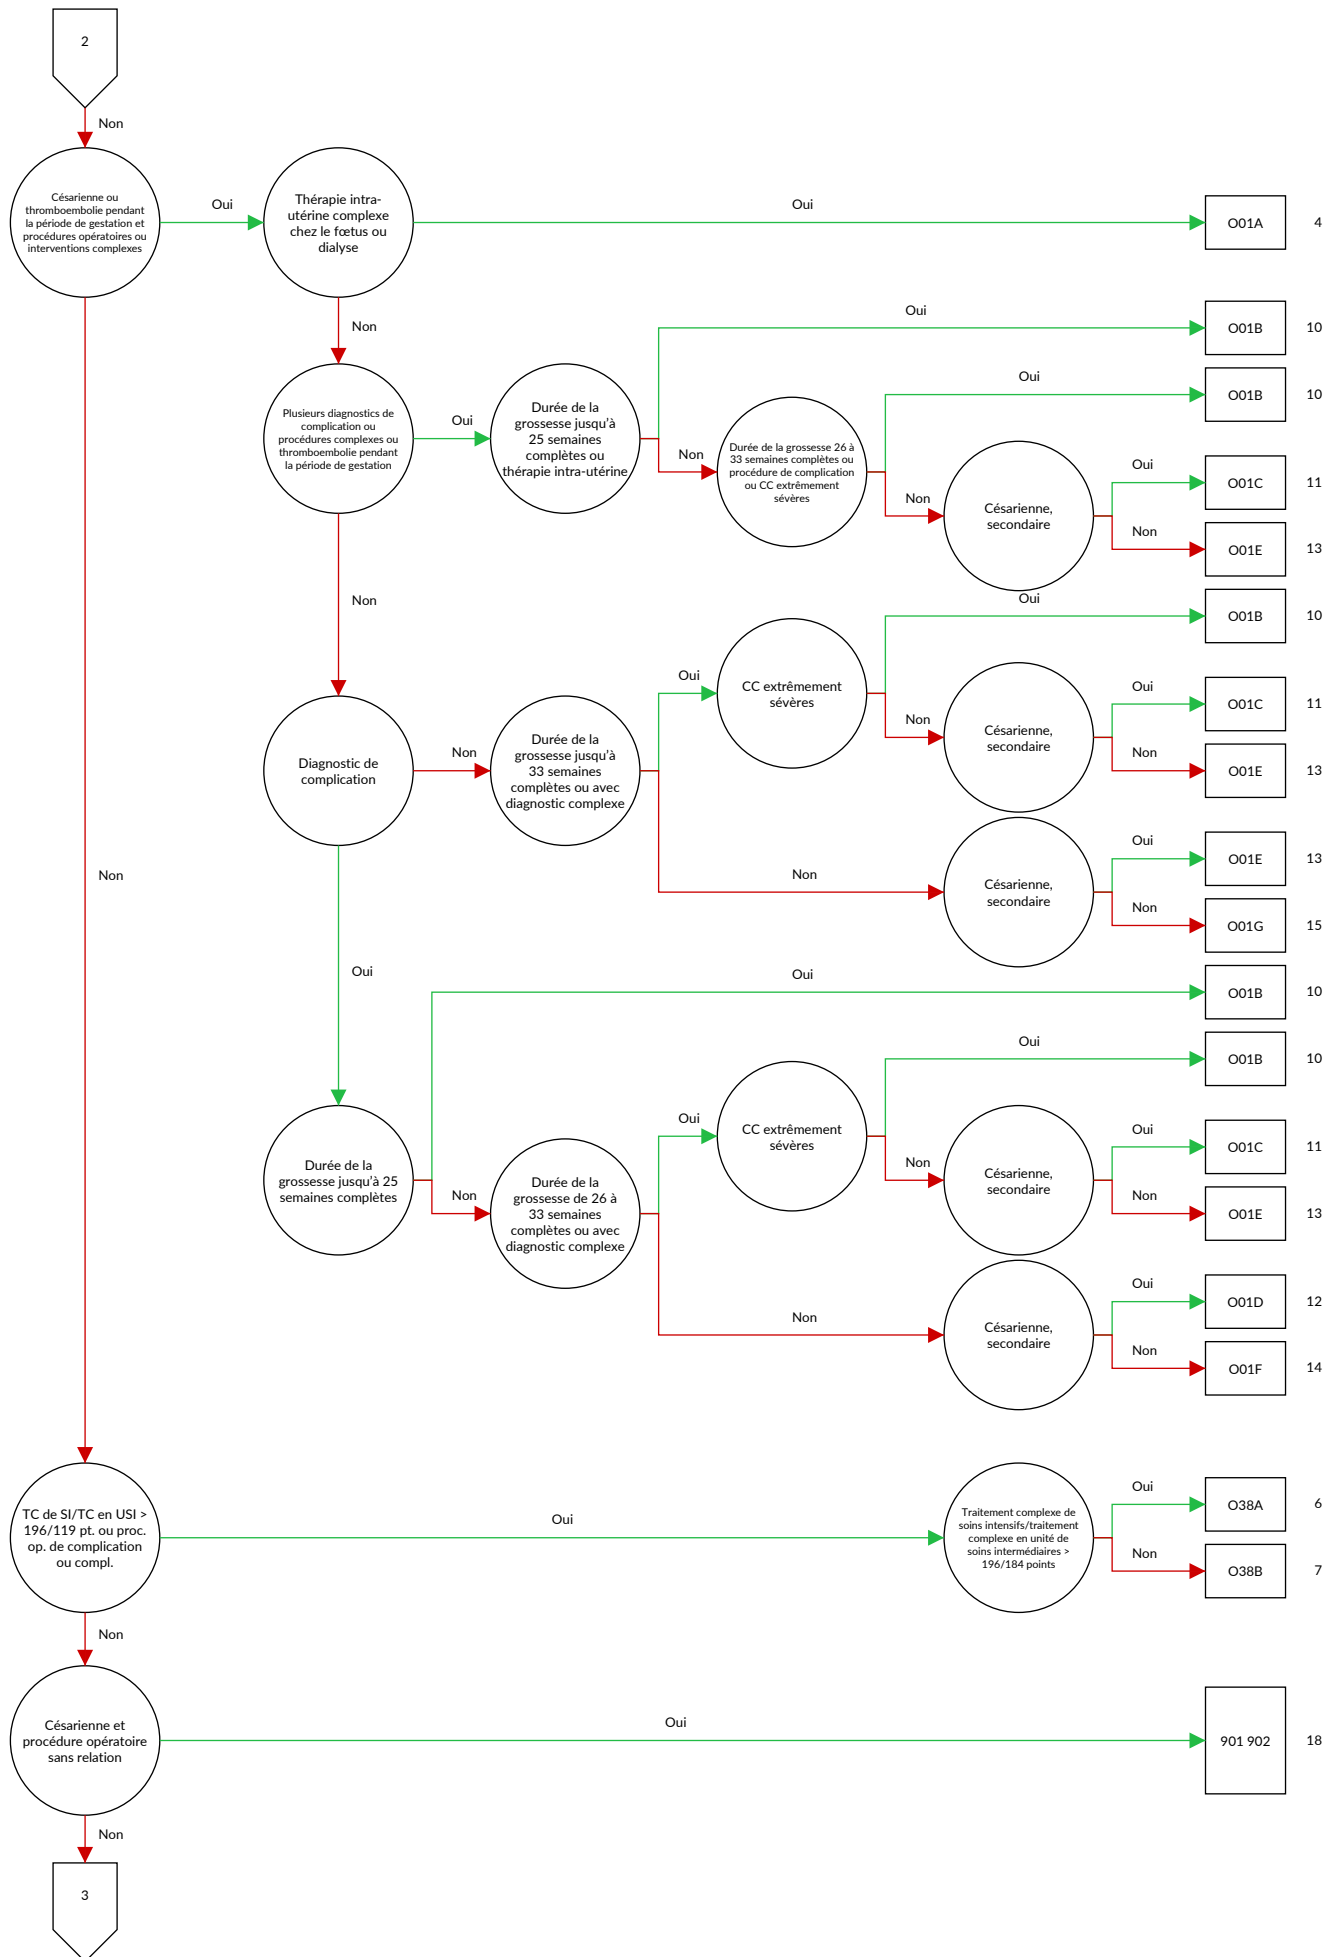 2
Non
Césarienne ou
thromboembolie pendant
la période de gestation et
procédures opératoires ou
interventions complexes
Oui
Thérapie intra-
utérine complexe
chez le fœtus ou
dialyse
Oui
O01A
4
Non
Oui
O01B
10
Plusieurs diagnostics de
complication ou
procédures complexes ou
thromboembolie pendant
la période de gestation
Oui
Durée de la
grossesse jusqu'à
25 semaines
complètes ou
thérapie intra-utérine
Non
Durée de la grossesse 26 à
33 semaines complètes ou
procédure de complication
ou CC extrêmement
sévères
Oui
O01B
10
Non
Césarienne,
secondaire
Oui
O01C
11
Non
O01E
13
Non
Oui
O01B
10
Diagnostic de
complication
Non
Durée de la
grossesse jusqu'à
33 semaines
complètes ou avec
diagnostic complexe
Oui
CC extrêmement
sévères
Non
Césarienne,
secondaire
Oui
O01C
11
Non
O01E
13
Non
Césarienne,
secondaire
Oui
O01E
13
Non
O01G
15
Non
Oui
Oui
O01B
10
Durée de la
grossesse jusqu'à 25
semaines complètes
Non
Durée de la
grossesse de 26 à
33 semaines
complètes ou avec
diagnostic complexe
Oui
CC extrêmement
sévères
Oui
O01B
10
Non
Césarienne,
secondaire
Oui
O01C
11
Non
O01E
13
Non
Césarienne,
secondaire
Oui
O01D
12
Non
O01F
14
TC de SI/TC en USI >
196/119 pt. ou proc.
op. de complication
ou compl.
Oui
Traitement complexe de
soins intensifs/traitement
complexe en unité de
soins intermédiaires >
196/184 points
Oui
O38A
6
Non
O38B
7
Non
Césarienne et
procédure opératoire
sans relation
Oui
901 902
18
Non
3